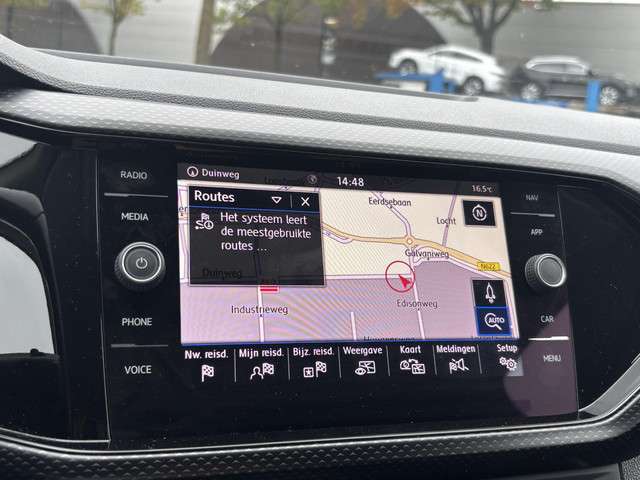 Duinweg
14:48
16.5°C
RADIO
MEDIA
PHONE
VOICE
NAV
APP
CAR
MENU
Routes
Het systeem leert
de meestgebruikte
routes ...
Eerdsebaan
Locht
Galvaniweg
N622
Duinweg
Edisonweg
Industrieweg
N
AUTO
Nw. reisd.
Mijn reisd.
Bijz. reisd.
Weergave
Kaart
Meldingen
Setup